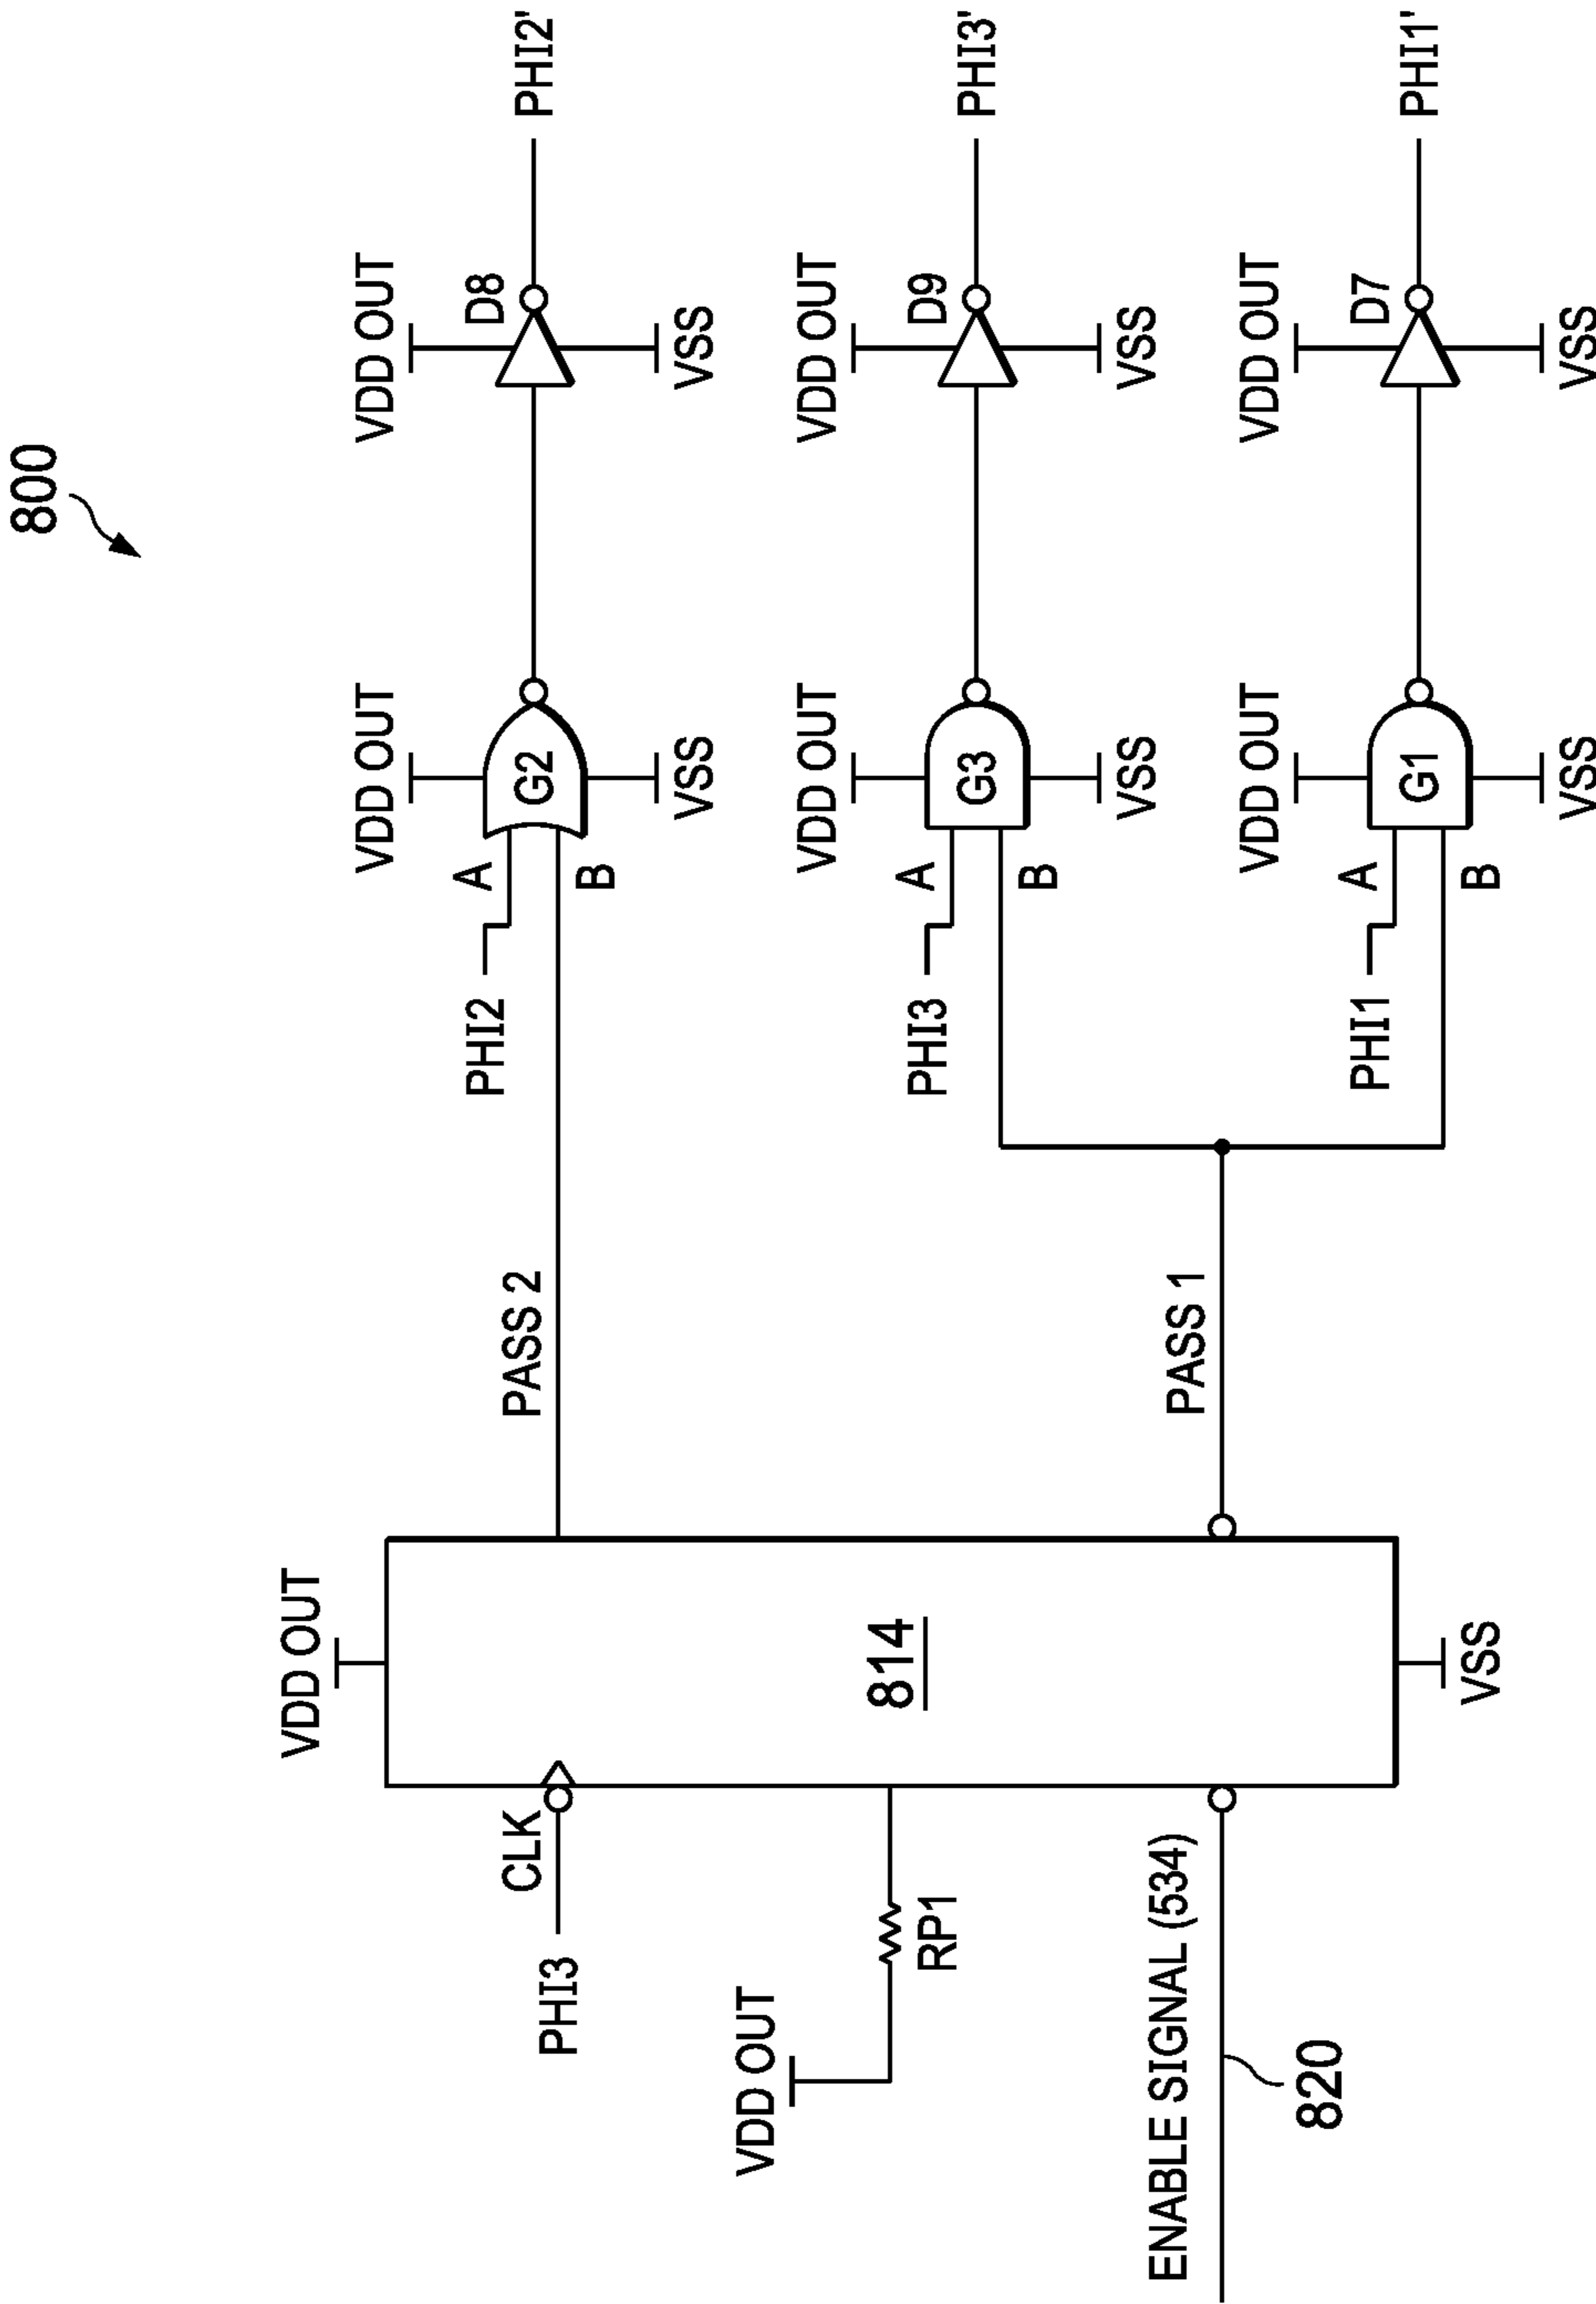 800
VDD OUT
VDD OUT
VDD OUT
PHI2
A
B
G2
D8
PHI2'
PASS 2
VSS
VSS
CLK
PHI3
VDD OUT
VDD OUT
PHI3
A
B
G3
D9
PHI3'
VSS
VSS
VDD OUT
RP1
814
PASS 1
ENABLE SIGNAL (534)
820
VDD OUT
VDD OUT
PHI1
A
B
G1
D7
PHI1'
VSS
VSS
VSS